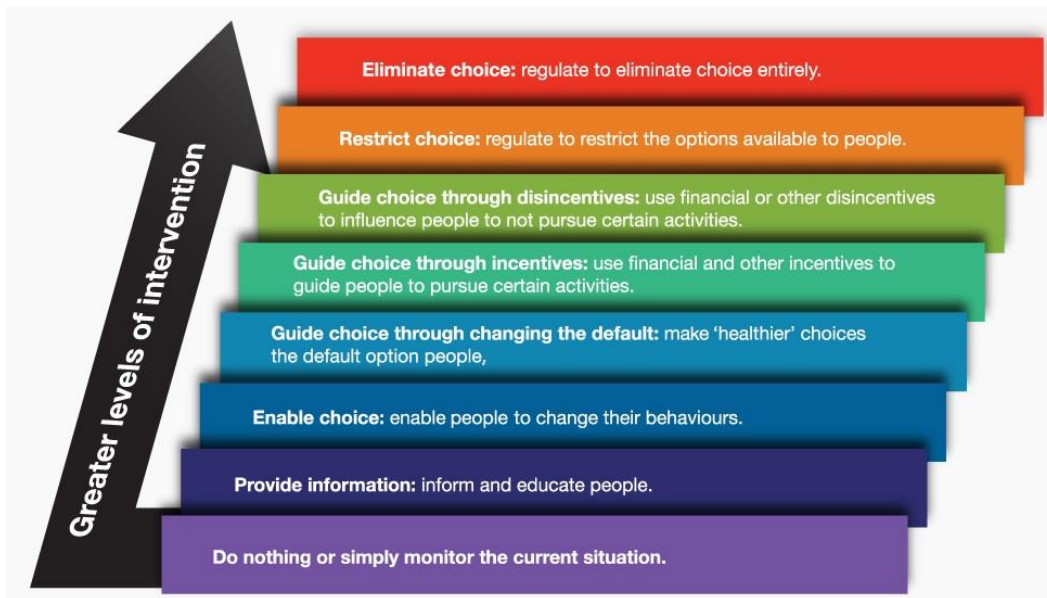 Greater levels of intervention
Eliminate choice: regulate to eliminate choice entirely.
Restrict choice: regulate to restrict the options available to people.
Guide choice through disincentives: use financial or other disincentives
to influence people to not pursue certain activities.
Guide choice through incentives: use financial and other incentives to
guide people to pursue certain activities.
Guide choice through changing the default: make ‘healthier’ choices
the default option people,
Enable choice: enable people to change their behaviours.
Provide information: inform and educate people.
Do nothing or simply monitor the current situation.